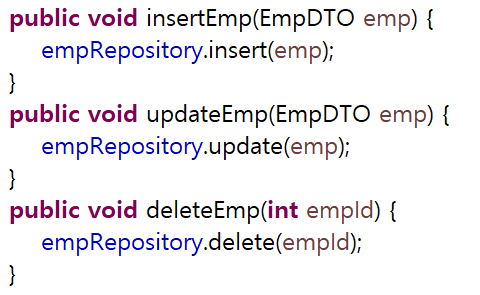 public void insertEmp(EmpDTO emp) {
empRepository.insert(emp);
}
public void updateEmp(EmpDTO emp) {
empRepository.update(emp);
}
public void deleteEmp(int empId) {
empRepository.delete(empId);
}